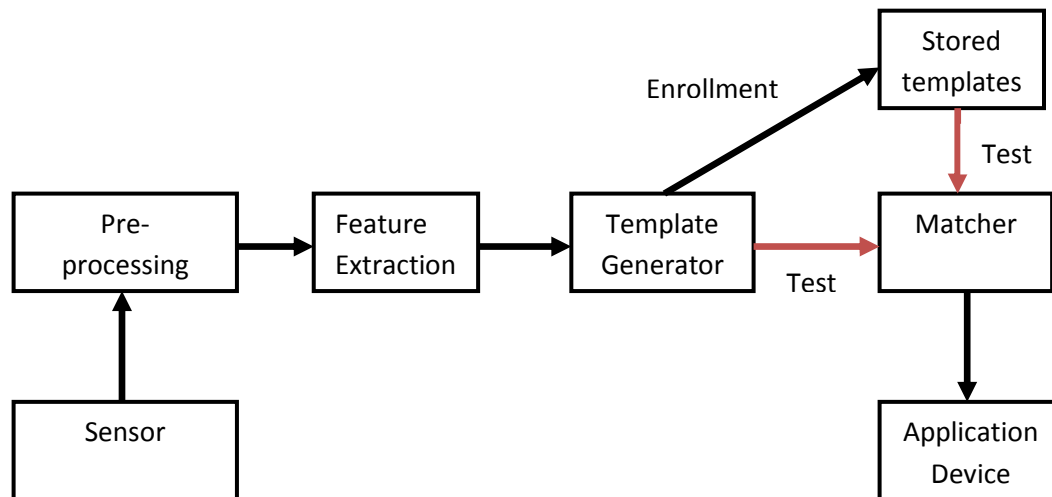 Stored
templates
Enrollment
Test
Pre-
processing
Feature
Extraction
Template
Generator
Matcher
Test
Sensor
Application
Device